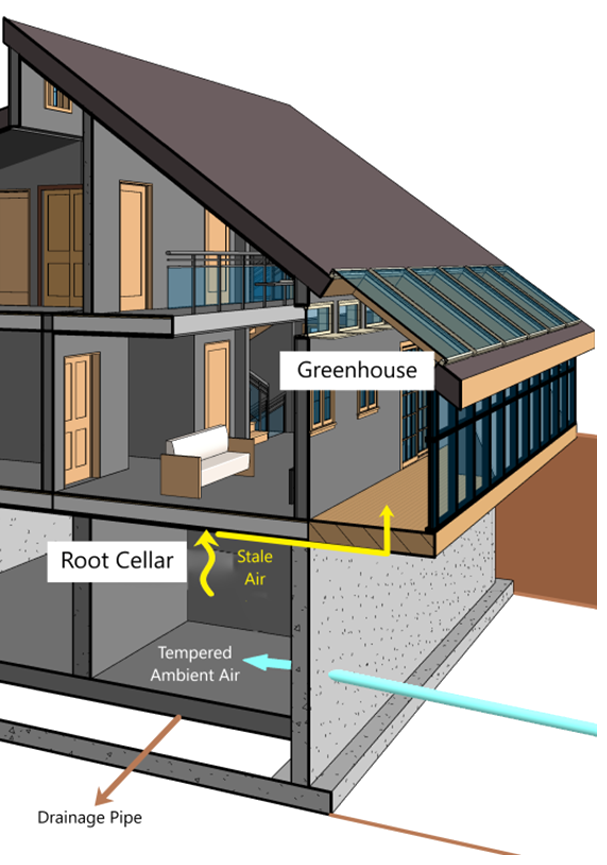 Greenhouse
Root Cellar
Stale
Air
Tempered
Ambient Air
Drainage Pipe